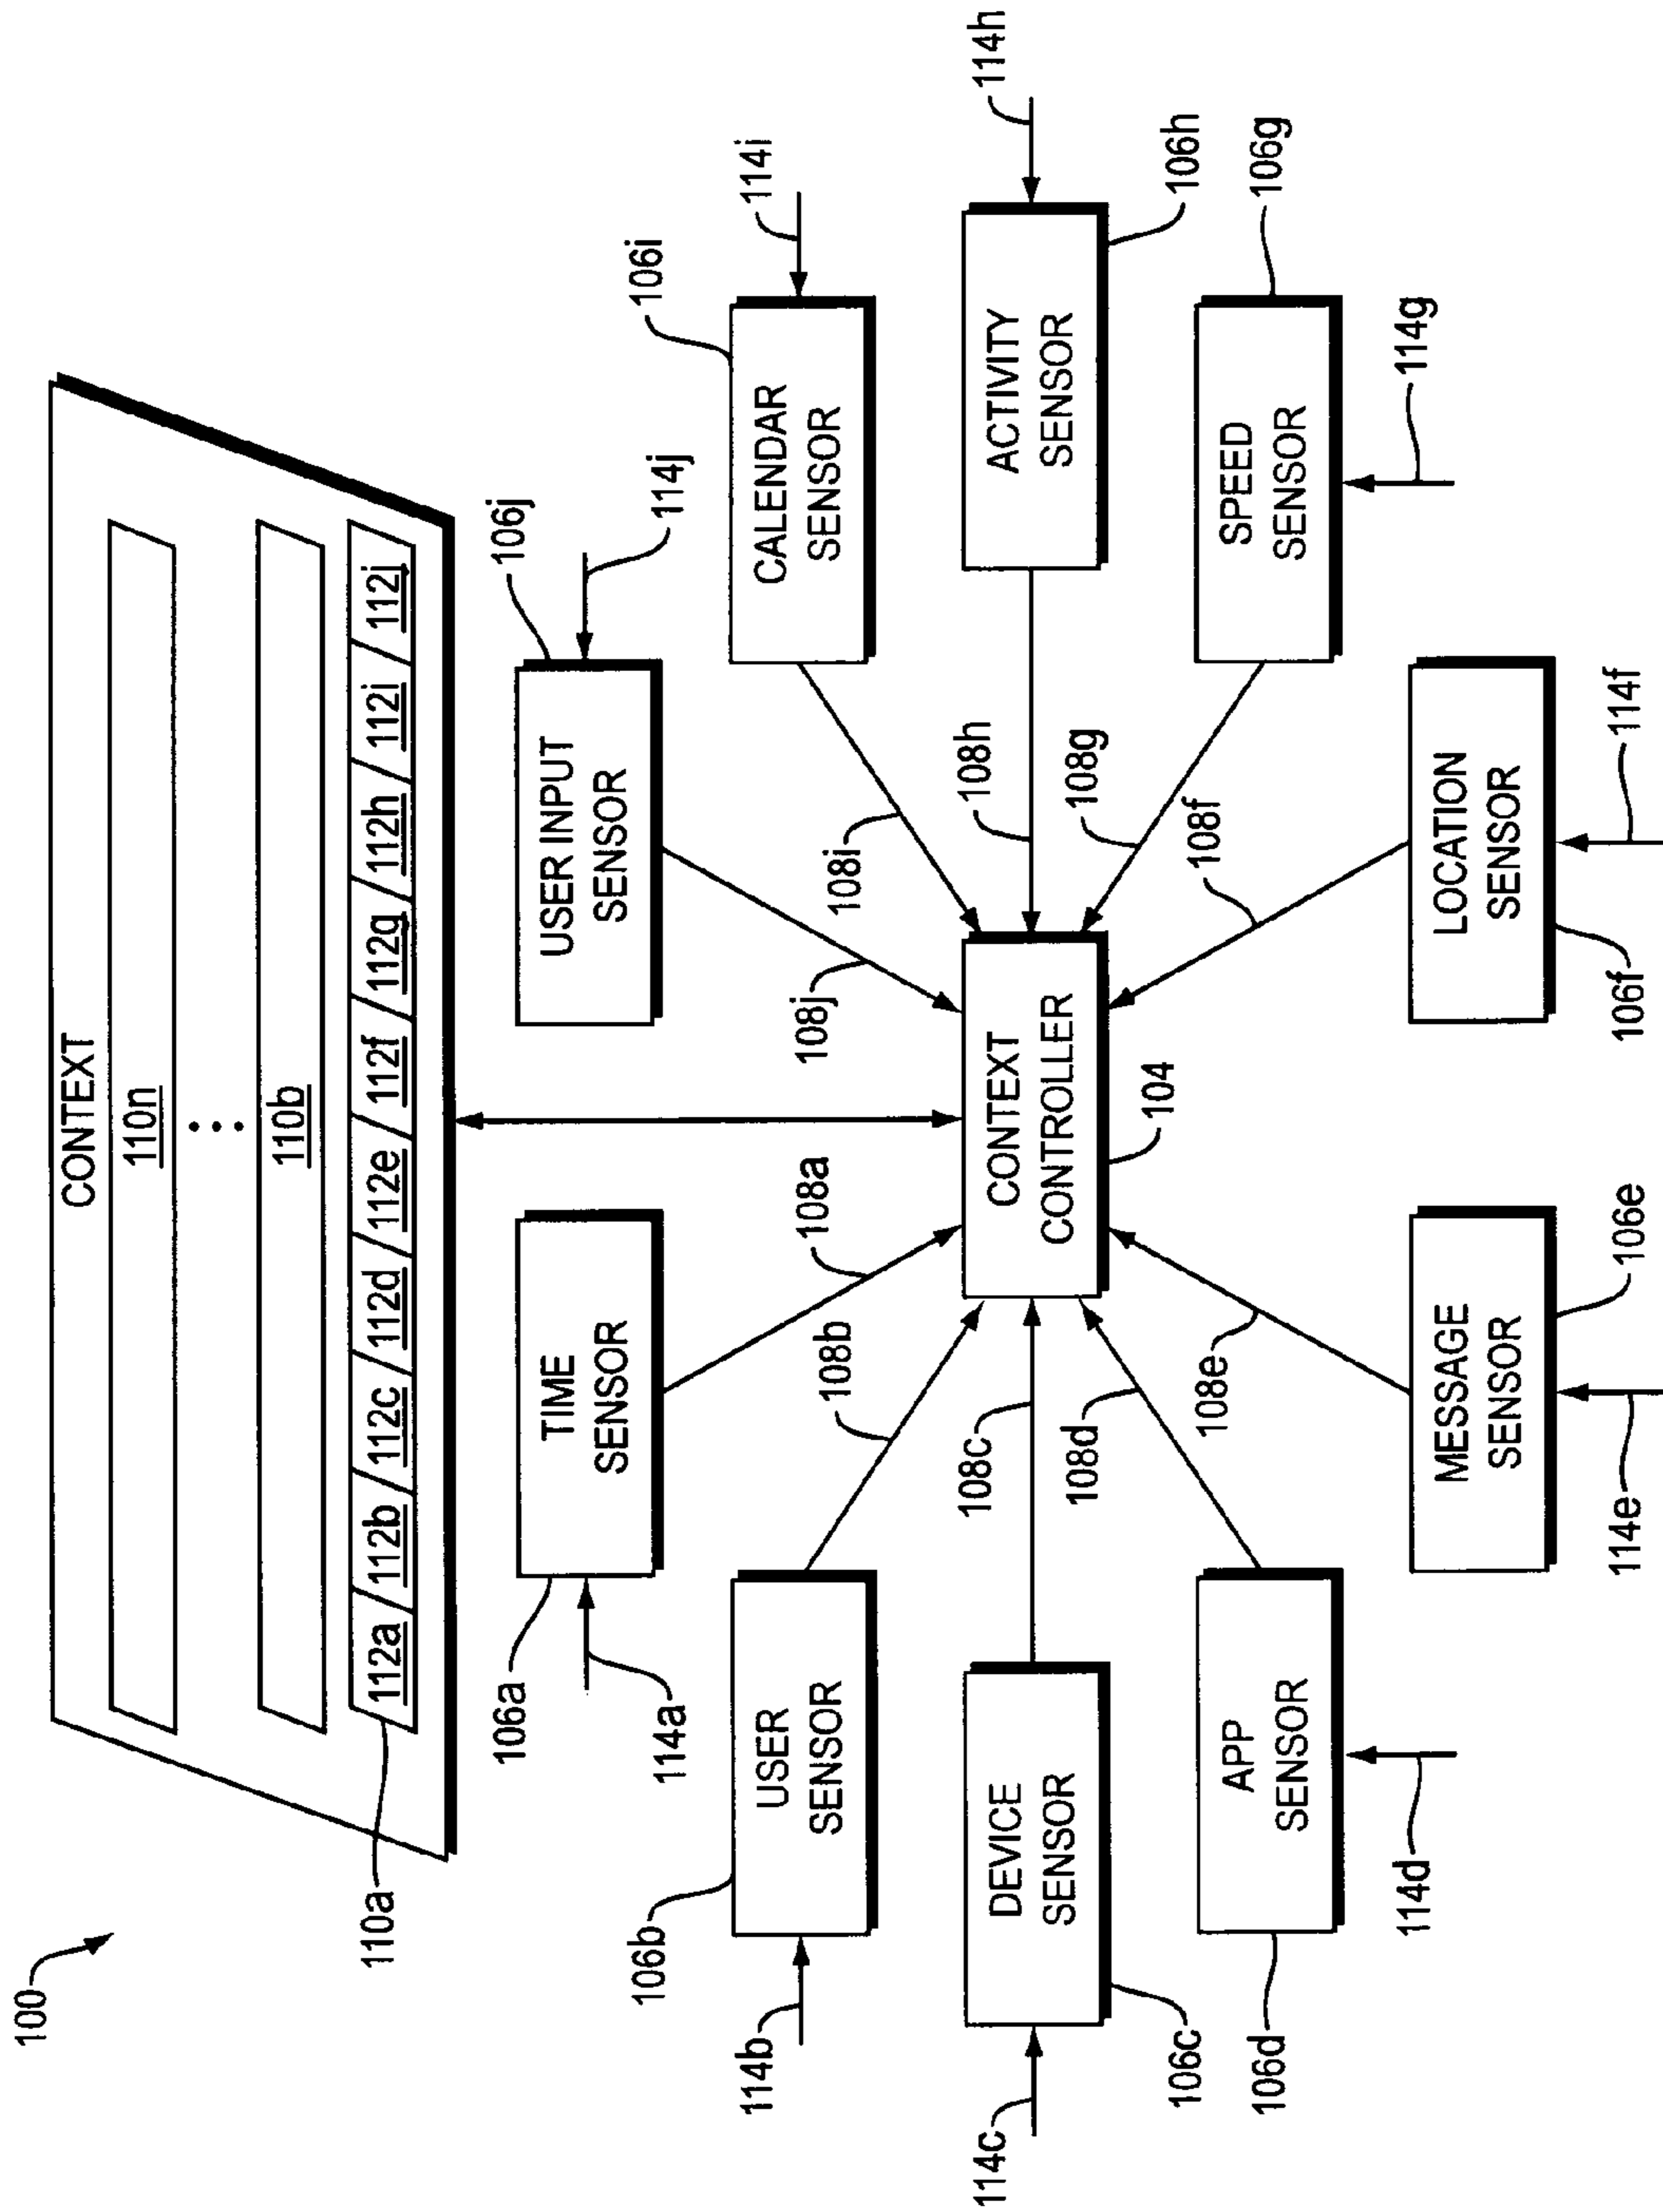 100
CONTEXT
110n
110b
110a
112a 112b 112c 112d 112e 112f 112g 112h 112i 112j
106a
TIME
SENSOR
114a
108a
106j
USER INPUT
SENSOR
114j
108j
106b
USER
SENSOR
114b
108b
106i
CALENDAR
SENSOR
114i
108i
DEVICE
SENSOR
114c
106c
108c
CONTEXT
CONTROLLER
104
108h
ACTIVITY
SENSOR
114h
106h
APP
SENSOR
106d
114d
108d
108g
SPEED
SENSOR
106g
114g
108e
MESSAGE
SENSOR
106e
114e
108f
LOCATION
SENSOR
106f
114f